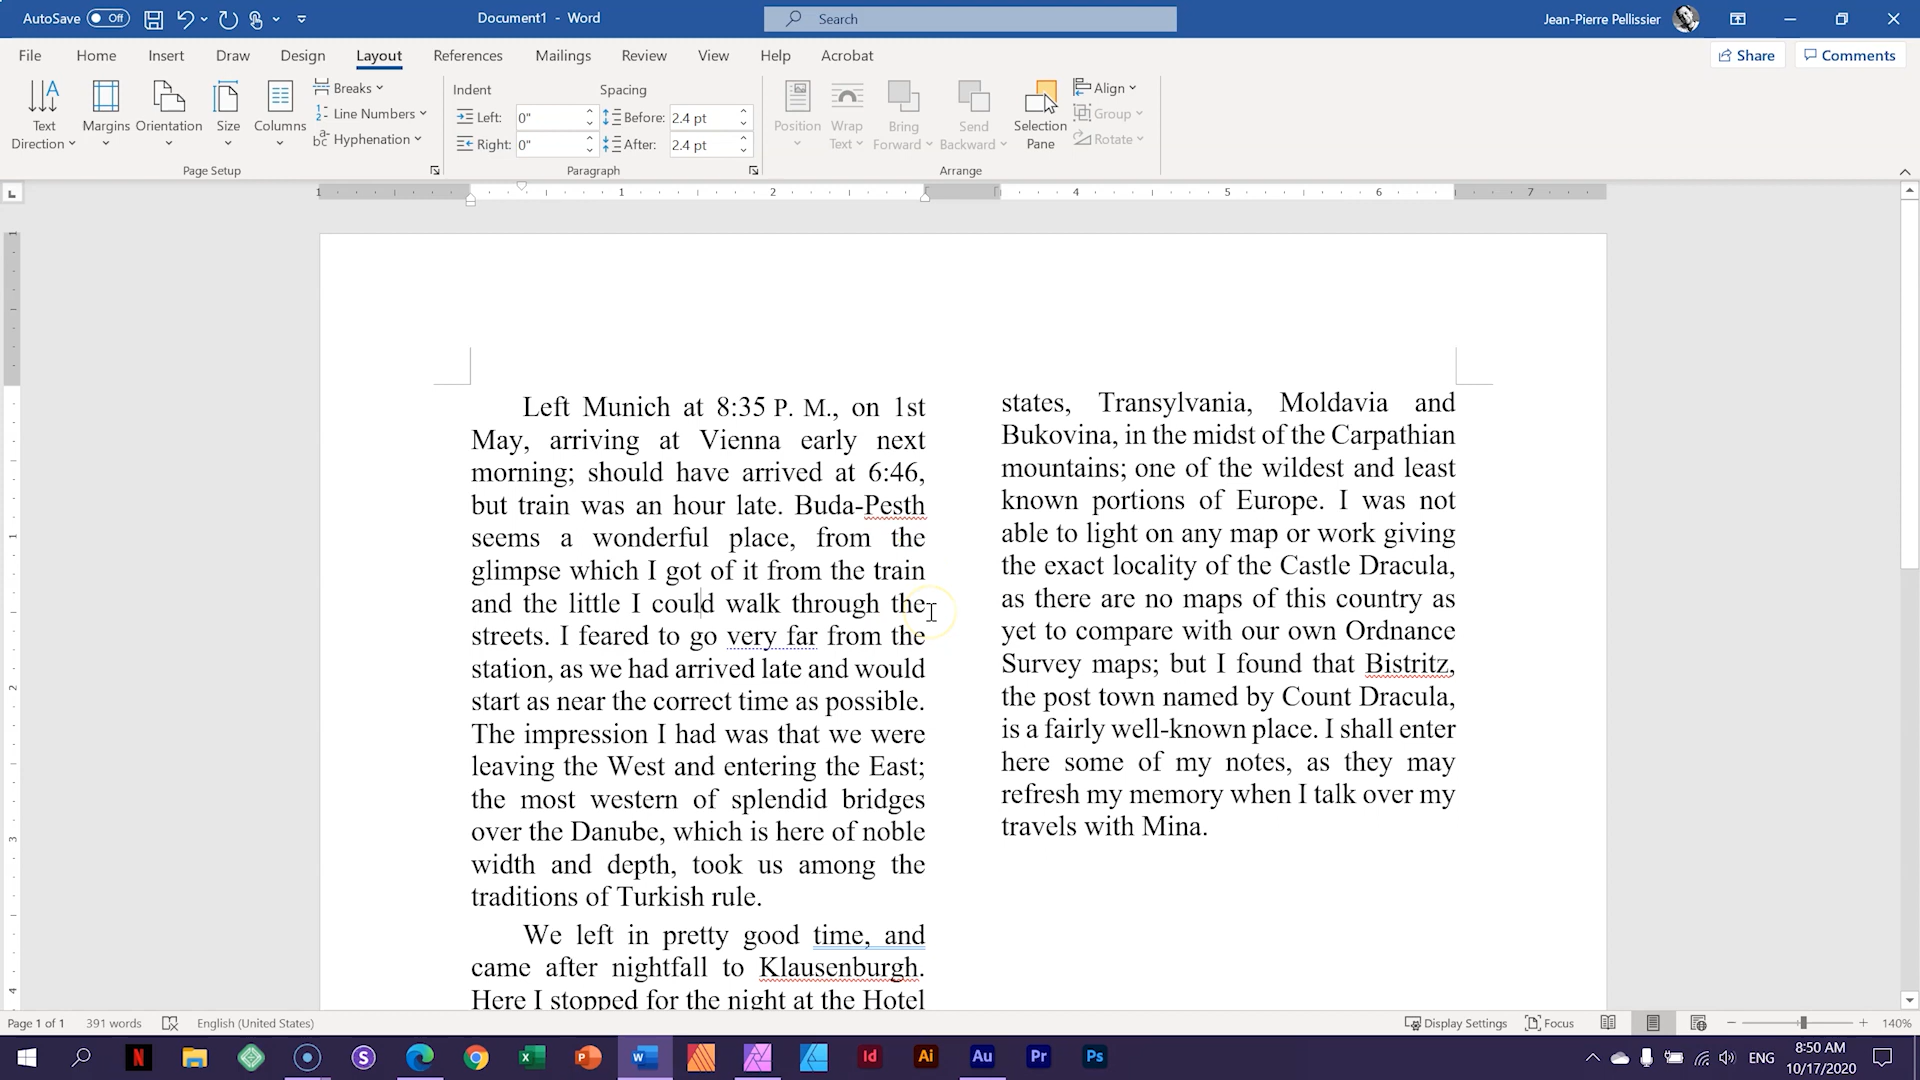 AutoSave Off
Document1 - Word
Search
Jean-Pierre Pellissier
File Home Insert Draw Design Layout References Mailings Review View Help Acrobat
Share Comments
Text Direction
Margins
Orientation
Size
Columns
Breaks
Line Numbers
Hyphenation
Page Setup
Indent
Left: 0"
Right: 0"
Spacing
Before: 2.4 pt
After: 2.4 pt
Paragraph
Position
Wrap Text
Bring Forward
Send Backward
Selection Pane
Align
Group
Rotate
Arrange
1 1 2 4 5 6 7
Left Munich at 8:35 P. M., on 1st
May, arriving at Vienna early next
morning; should have arrived at 6:46,
but train was an hour late. Buda-Pesth
seems a wonderful place, from the
glimpse which I got of it from the train
and the little I could walk through the
streets. I feared to go very far from the
station, as we had arrived late and would
start as near the correct time as possible.
The impression I had was that we were
leaving the West and entering the East;
the most western of splendid bridges
over the Danube, which is here of noble
width and depth, took us among the
traditions of Turkish rule.
We left in pretty good time, and
came after nightfall to Klausenburgh.
Here I stopped for the night at the Hotel
states, Transylvania, Moldavia and
Bukovina, in the midst of the Carpathian
mountains; one of the wildest and least
known portions of Europe. I was not
able to light on any map or work giving
the exact locality of the Castle Dracula,
as there are no maps of this country as
yet to compare with our own Ordnance
Survey maps; but I found that Bistritz,
the post town named by Count Dracula,
is a fairly well-known place. I shall enter
here some of my notes, as they may
refresh my memory when I talk over my
travels with Mina.
Page 1 of 1 391 words English (United States)
Display Settings Focus 140%
N S X P W Id Ai Au Pr Ps
ENG
8:50 AM
10/17/2020